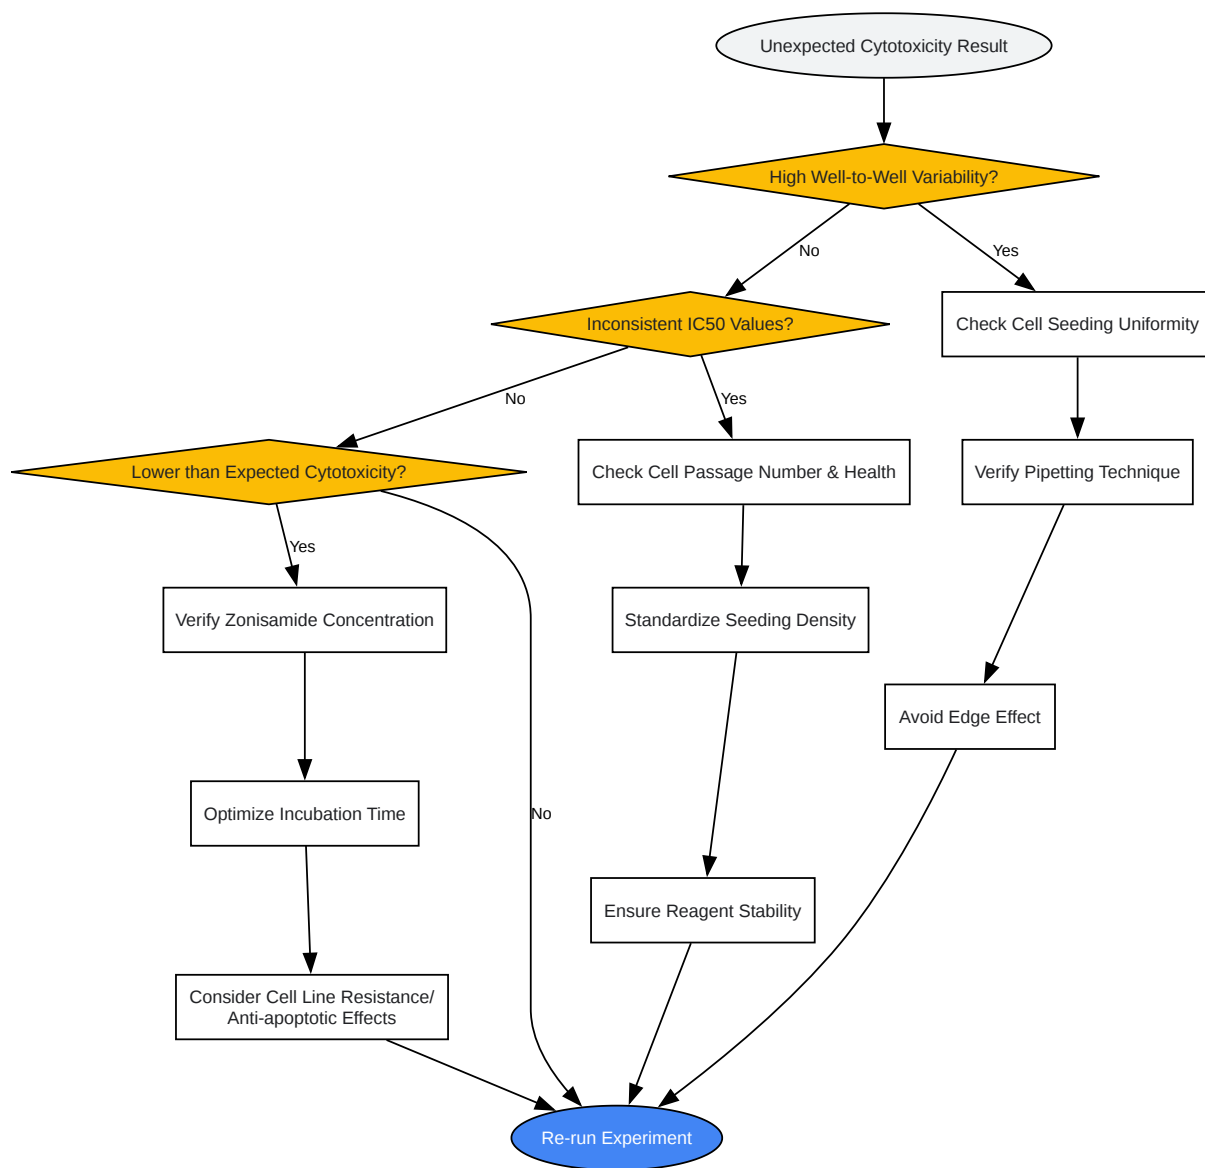 Unexpected Cytotoxicity Result
High Well-to-Well Variability?
No
Yes
Inconsistent IC50 Values?
Check Cell Seeding Uniformity
No
Yes
Lower than Expected Cytotoxicity?
Check Cell Passage Number & Health
Verify Pipetting Technique
Yes
Verify Zonisamide Concentration
Standardize Seeding Density
Avoid Edge Effect
Optimize Incubation Time
No
Ensure Reagent Stability
Consider Cell Line Resistance/
Anti-apoptotic Effects
Re-run Experiment